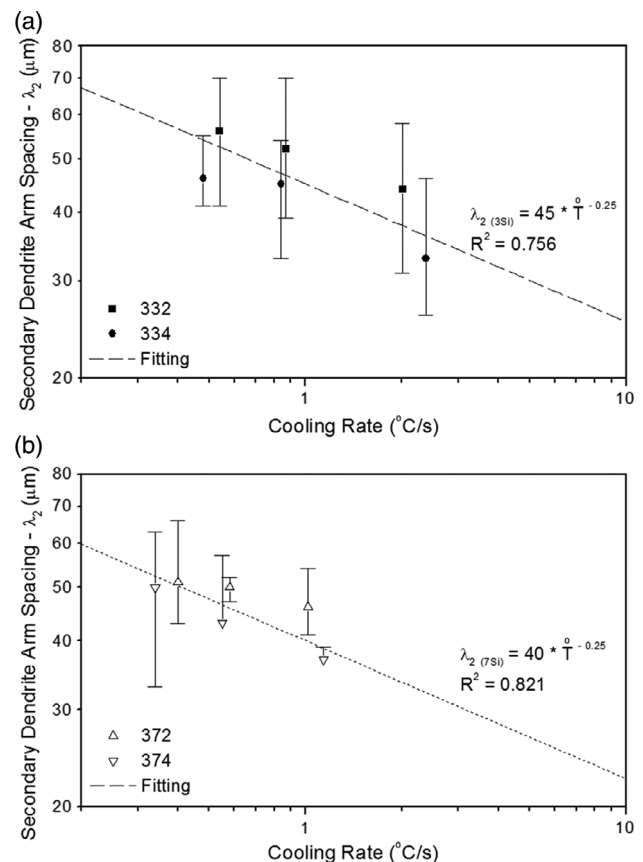 (a)
80
70
60
50
40
30
20
Secondary Dendrite Arm Spacing - λ₂ (μm)
λ₂ (3Si) = 45 * T̊ ⁻⁰·²⁵
R² = 0.756
332
334
Fitting
1
10
Cooling Rate (°C/s)
(b)
80
70
60
50
40
30
20
Secondary Dendrite Arm Spacing - λ₂ (μm)
λ₂ (7Si) = 40 * T̊ ⁻⁰·²⁵
R² = 0.821
372
374
Fitting
1
10
Cooling Rate (°C/s)